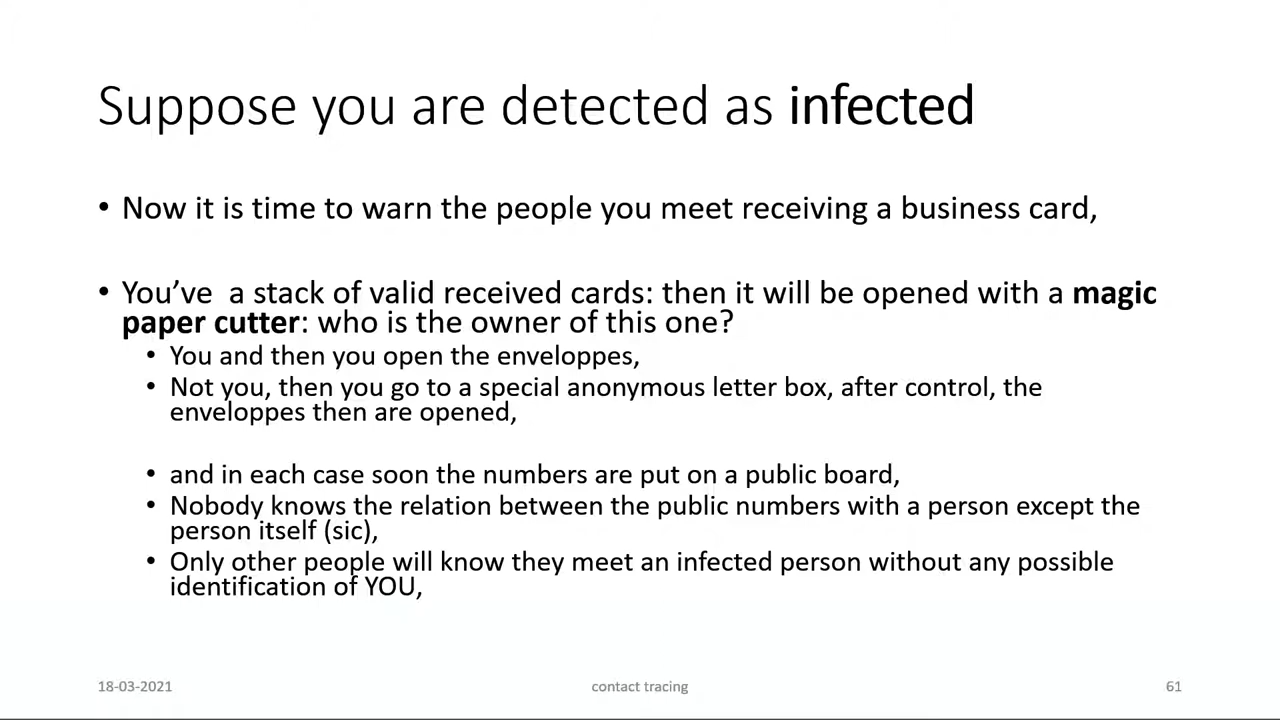 Suppose you are detected as infected
• Now it is time to warn the people you meet receiving a business card,
• You’ve  a stack of valid received cards: then it will be opened with a magic
paper cutter: who is the owner of this one?
• You and then you open the enveloppes,
• Not you, then you go to a special anonymous letter box, after control, the
enveloppes then are opened,
• and in each case soon the numbers are put on a public board,
• Nobody knows the relation between the public numbers with a person except the
person itself (sic),
• Only other people will know they meet an infected person without any possible
identification of YOU,
18-03-2021 contact tracing 61